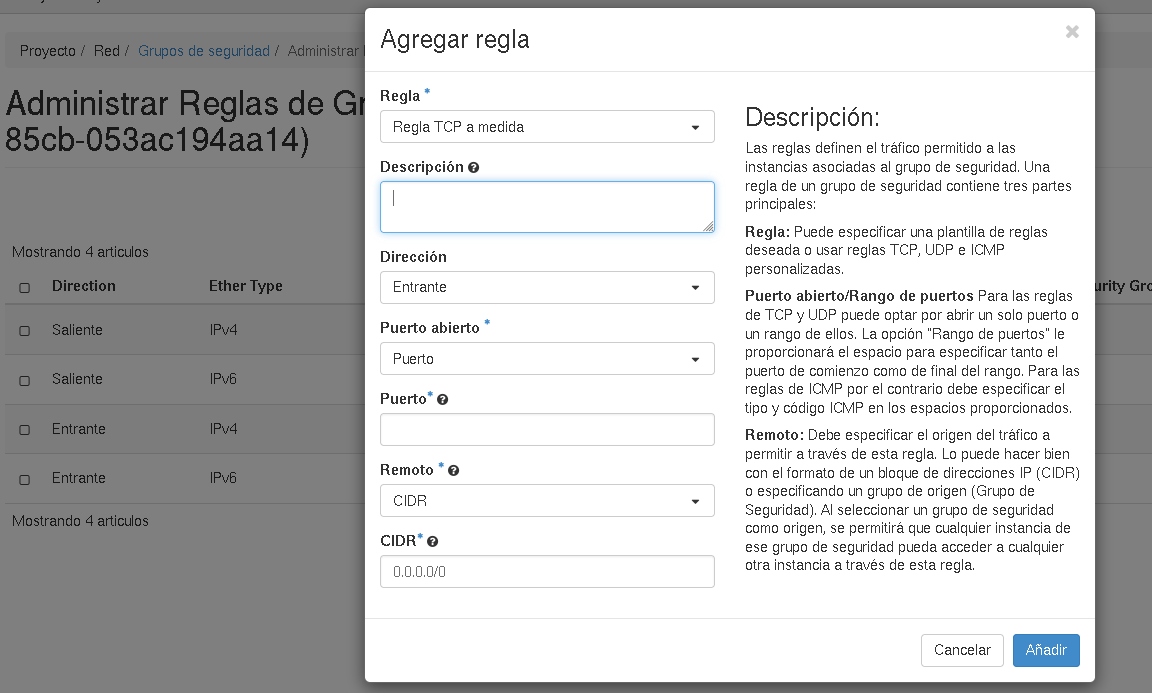 Agregar regla
Proyecto / Red / Grupos de seguridad / Administrar
Administrar Reglas de Gr
85cb-053ac194aa14)
Mostrando 4 articulos
Direction Ether Type
urity Gro
Saliente IPv4
Saliente IPv6
Entrante IPv4
Entrante IPv6
Mostrando 4 articulos
Regla *
Regla TCP a medida
Descripción
Dirección
Entrante
Puerto abierto *
Puerto
Puerto*
Remoto *
CIDR
CIDR*
0.0.0.0/0
Descripción:
Las reglas definen el tráfico permitido a las
instancias asociadas al grupo de seguridad. Una
regla de un grupo de seguridad contiene tres partes
principales:
Regla: Puede especificar una plantilla de reglas
deseada o usar reglas TCP, UDP e ICMP
personalizadas.
Puerto abierto/Rango de puertos Para las reglas
de TCP y UDP puede optar por abrir un solo puerto o
un rango de ellos. La opción "Rango de puertos" le
proporcionará el espacio para especificar tanto el
puerto de comienzo como de final del rango. Para las
reglas de ICMP por el contrario debe especificar el
tipo y código ICMP en los espacios proporcionados.
Remoto: Debe especificar el origen del tráfico a
permitir a través de esta regla. Lo puede hacer bien
con el formato de un bloque de direcciones IP (CIDR)
o especificando un grupo de origen (Grupo de
Seguridad). Al seleccionar un grupo de seguridad
como origen, se permitirá que cualquier instancia de
ese grupo de seguridad pueda acceder a cualquier
otra instancia a través de esta regla.
Cancelar
Añadir